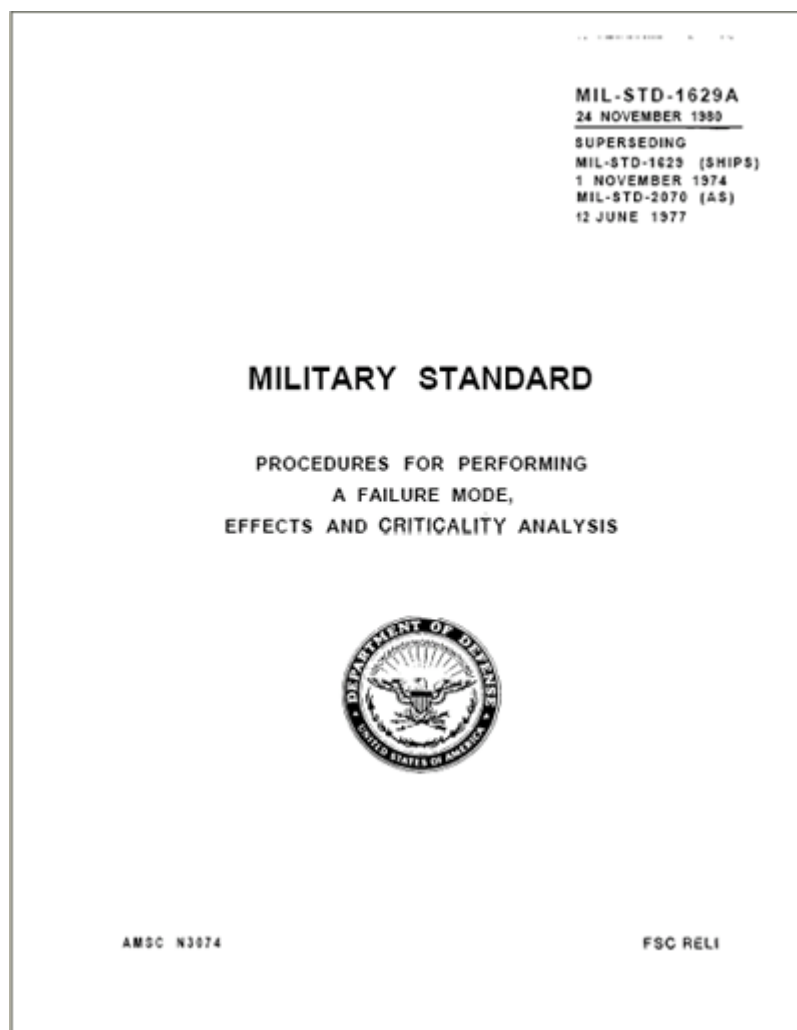 MIL-STD-1629A
24 NOVEMBER 1980
SUPERSEDING
MIL-STD-1629 (SHIPS)
1 NOVEMBER 1974
MIL-STD-2070 (AS)
12 JUNE 1977
MILITARY STANDARD
PROCEDURES FOR PERFORMING
A FAILURE MODE,
EFFECTS AND CRITICALITY ANALYSIS
DEPARTMENT OF DEFENSE
UNITED STATES OF AMERICA
AMSC N3074
FSC RELI